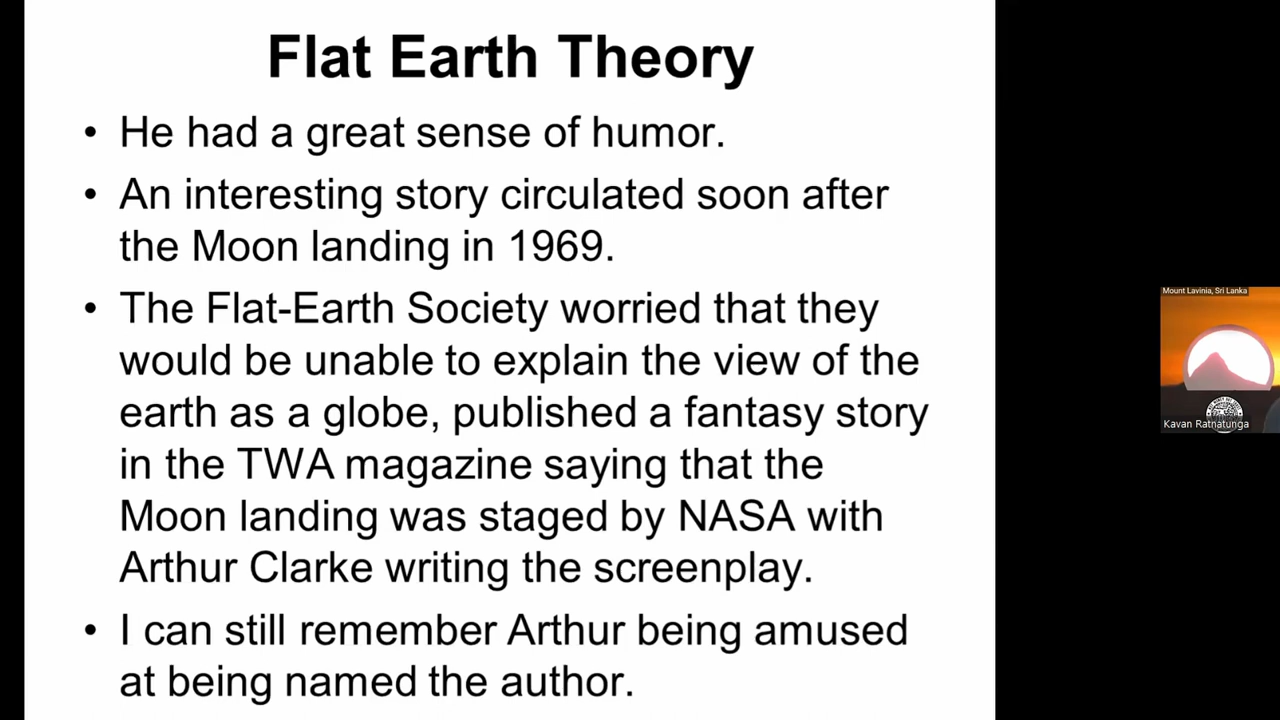 Flat Earth Theory
• He had a great sense of humor.
• An interesting story circulated soon after
the Moon landing in 1969.
• The Flat-Earth Society worried that they
would be unable to explain the view of the
earth as a globe, published a fantasy story
in the TWA magazine saying that the
Moon landing was staged by NASA with
Arthur Clarke writing the screenplay.
• I can still remember Arthur being amused
at being named the author.
Mount Lavinia, Sri Lanka
Kavan Ratnatunga